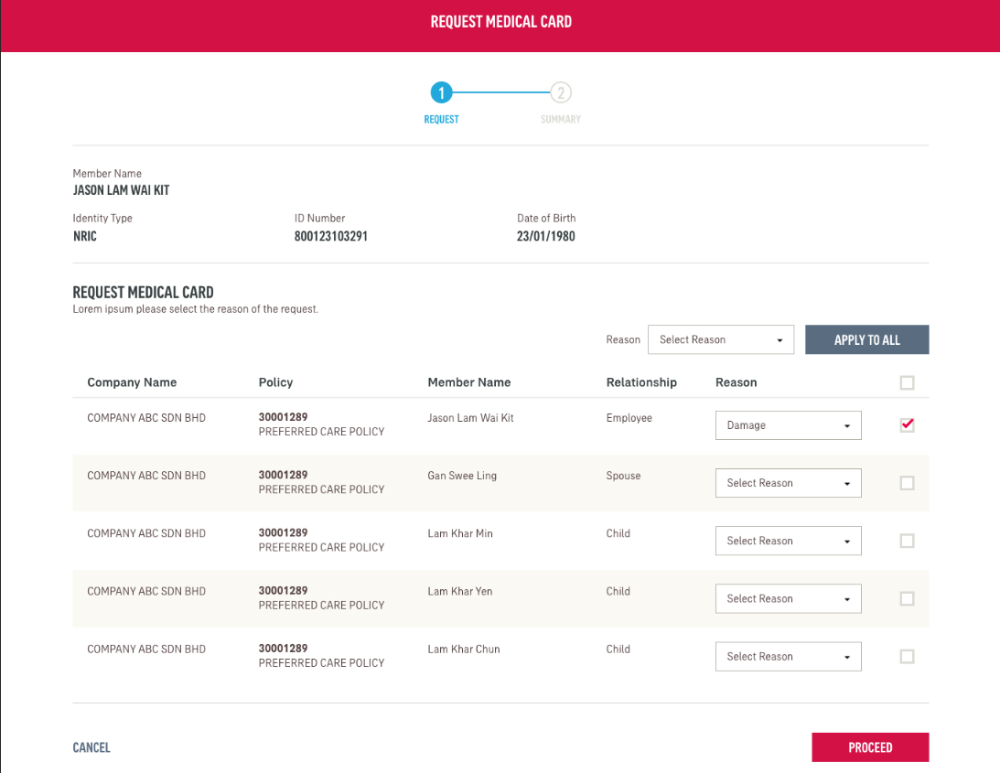 REQUEST MEDICAL CARD
1 2
REQUEST SUMMARY
Member Name
JASON LAM WAI KIT
Identity Type ID Number Date of Birth
NRIC 800123103291 23/01/1980
REQUEST MEDICAL CARD
Lorem ipsum please select the reason of the request.
Reason Select Reason APPLY TO ALL
Company Name Policy Member Name Relationship Reason
COMPANY ABC SDN BHD 30001289 Jason Lam Wai Kit Employee Damage
PREFERRED CARE POLICY
COMPANY ABC SDN BHD 30001289 Gan Swee Ling Spouse Select Reason
PREFERRED CARE POLICY
COMPANY ABC SDN BHD 30001289 Lam Khar Min Child Select Reason
PREFERRED CARE POLICY
COMPANY ABC SDN BHD 30001289 Lam Khar Yen Child Select Reason
PREFERRED CARE POLICY
COMPANY ABC SDN BHD 30001289 Lam Khar Chun Child Select Reason
PREFERRED CARE POLICY
CANCEL PROCEED